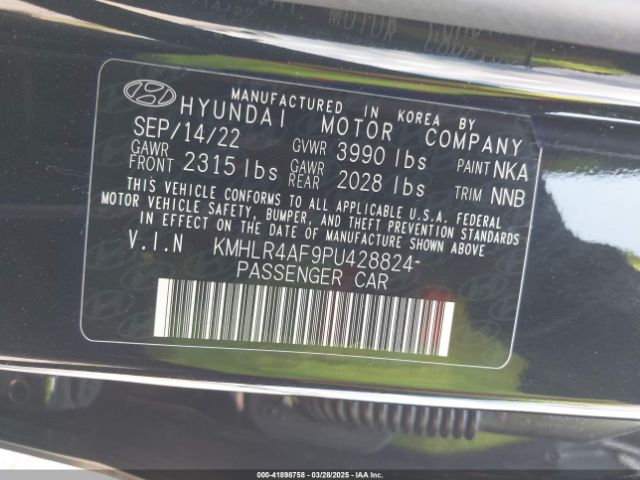 MANUFACTURED IN KOREA BY
HYUNDAI MOTOR COMPANY
SEP/14/22 GVWR 3990 lbs PAINT NKA
GAWR FRONT 2315 lbs GAWR REAR 2028 lbs TRIM NNB
THIS VEHICLE CONFORMS TO ALL APPLICABLE U.S.A. FEDERAL
MOTOR VEHICLE SAFETY, BUMPER, AND THEFT PREVENTION STANDARDS
IN EFFECT ON THE DATE OF MANUFACTURE SHOWN ABOVE
V.I.N KMHLR4AF9PU428824
PASSENGER CAR
000-41898758 | 03/28/2025 | IAAI.COM